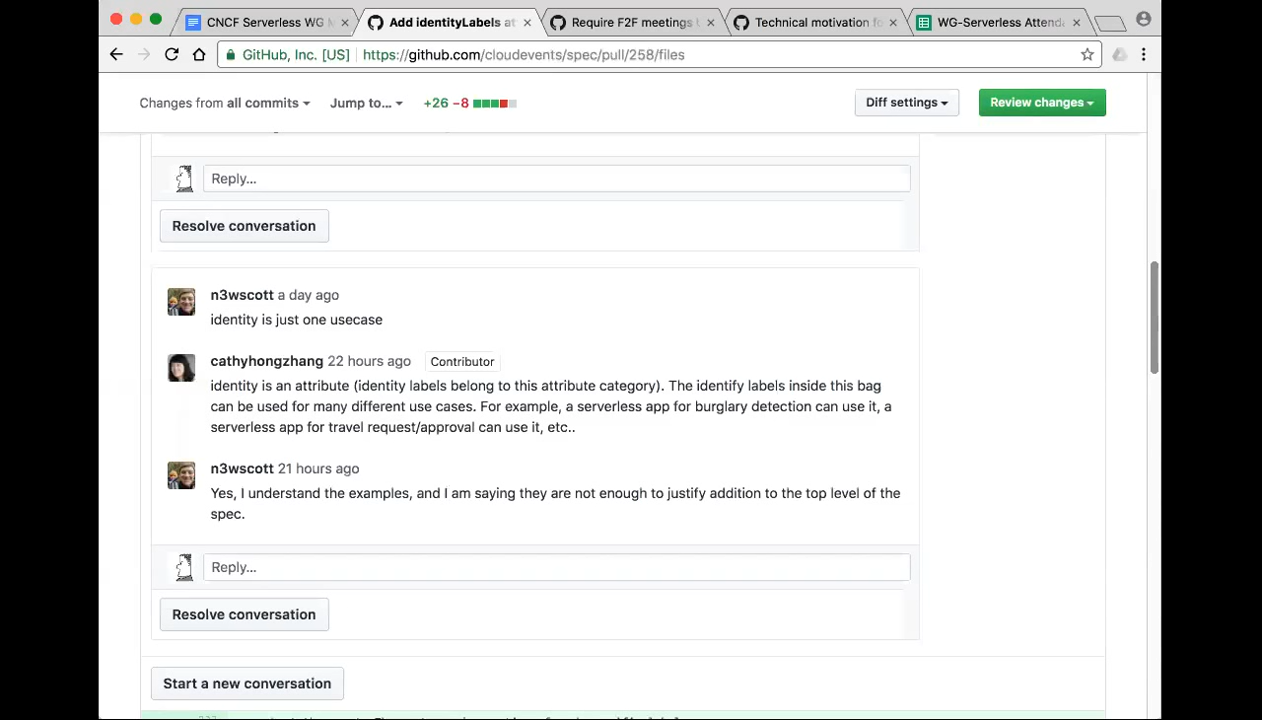 CNCF Serverless WG M
Add identityLabels at
Require F2F meetings
Technical motivation fo
WG-Serverless Attenda
GitHub, Inc. [US]
https://github.com/cloudevents/spec/pull/258/files
Changes from all commits
Jump to...
+26 −8
Diff settings
Review changes
Reply...
Resolve conversation
n3wscott a day ago
identity is just one usecase
cathyhongzhang 22 hours ago Contributor
identity is an attribute (identity labels belong to this attribute category). The identify labels inside this bag
can be used for many different use cases. For example, a serverless app for burglary detection can use it, a
serverless app for travel request/approval can use it, etc..
n3wscott 21 hours ago
Yes, I understand the examples, and I am saying they are not enough to justify addition to the top level of the
spec.
Reply...
Resolve conversation
Start a new conversation